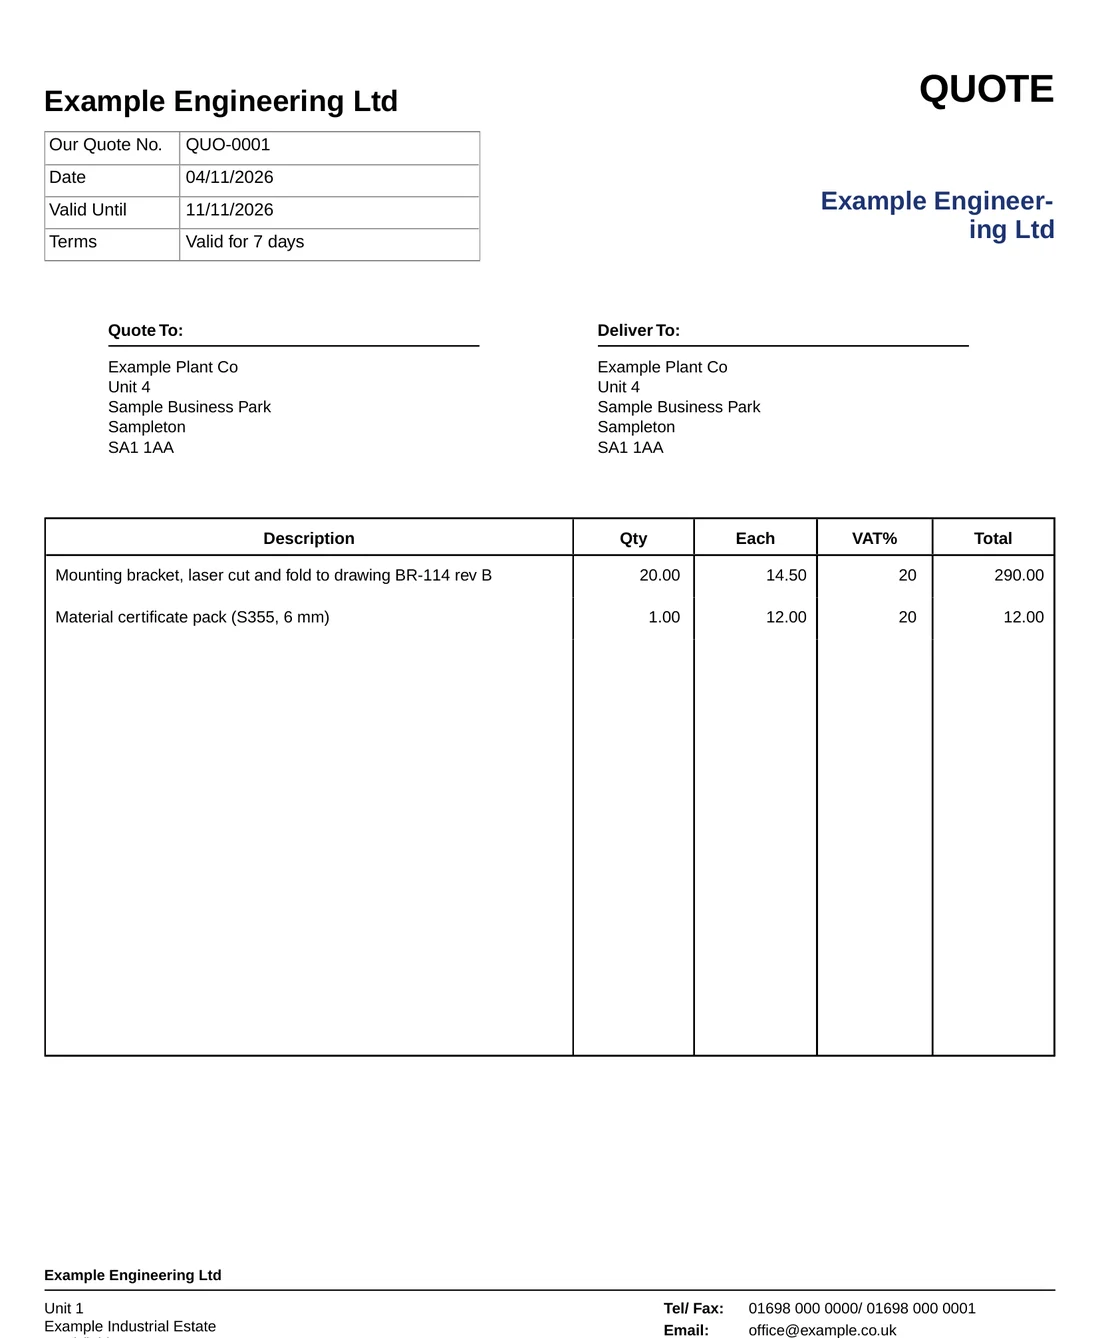 QUOTE
Example Engineering Ltd
Our Quote No. QUO-0001
Date 04/11/2026
Valid Until 11/11/2026
Terms Valid for 7 days
Example Engineer-
ing Ltd
Quote To:
Example Plant Co
Unit 4
Sample Business Park
Sampleton
SA1 1AA
Deliver To:
Example Plant Co
Unit 4
Sample Business Park
Sampleton
SA1 1AA
Description Qty Each VAT% Total
Mounting bracket, laser cut and fold to drawing BR-114 rev B 20.00 14.50 20 290.00
Material certificate pack (S355, 6 mm) 1.00 12.00 20 12.00
Example Engineering Ltd
Unit 1
Example Industrial Estate
Tel/ Fax: 01698 000 0000/ 01698 000 0001
Email: office@example.co.uk